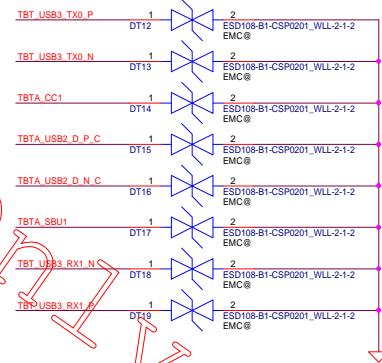 TBT_USB3_TX0_P 1 2
DT12 ESD108-B1-CSP0201_WLL-2-1-2
EMC@
TBT_USB3_TX0_N 1 2
DT13 ESD108-B1-CSP0201_WLL-2-1-2
EMC@
TBTA_CC1 1 2
DT14 ESD108-B1-CSP0201_WLL-2-1-2
EMC@
TBTA_USB2_D_P_C 1 2
DT15 ESD108-B1-CSP0201_WLL-2-1-2
EMC@
TBTA_USB2_D_N_C 1 2
DT16 ESD108-B1-CSP0201_WLL-2-1-2
EMC@
TBTA_SBU1 1 2
DT17 ESD108-B1-CSP0201_WLL-2-1-2
EMC@
TBT_USB3_RX1_N 1 2
DT18 ESD108-B1-CSP0201_WLL-2-1-2
EMC@
TBT_USB3_RX1_P 1 2
DT19 ESD108-B1-CSP0201_WLL-2-1-2
EMC@